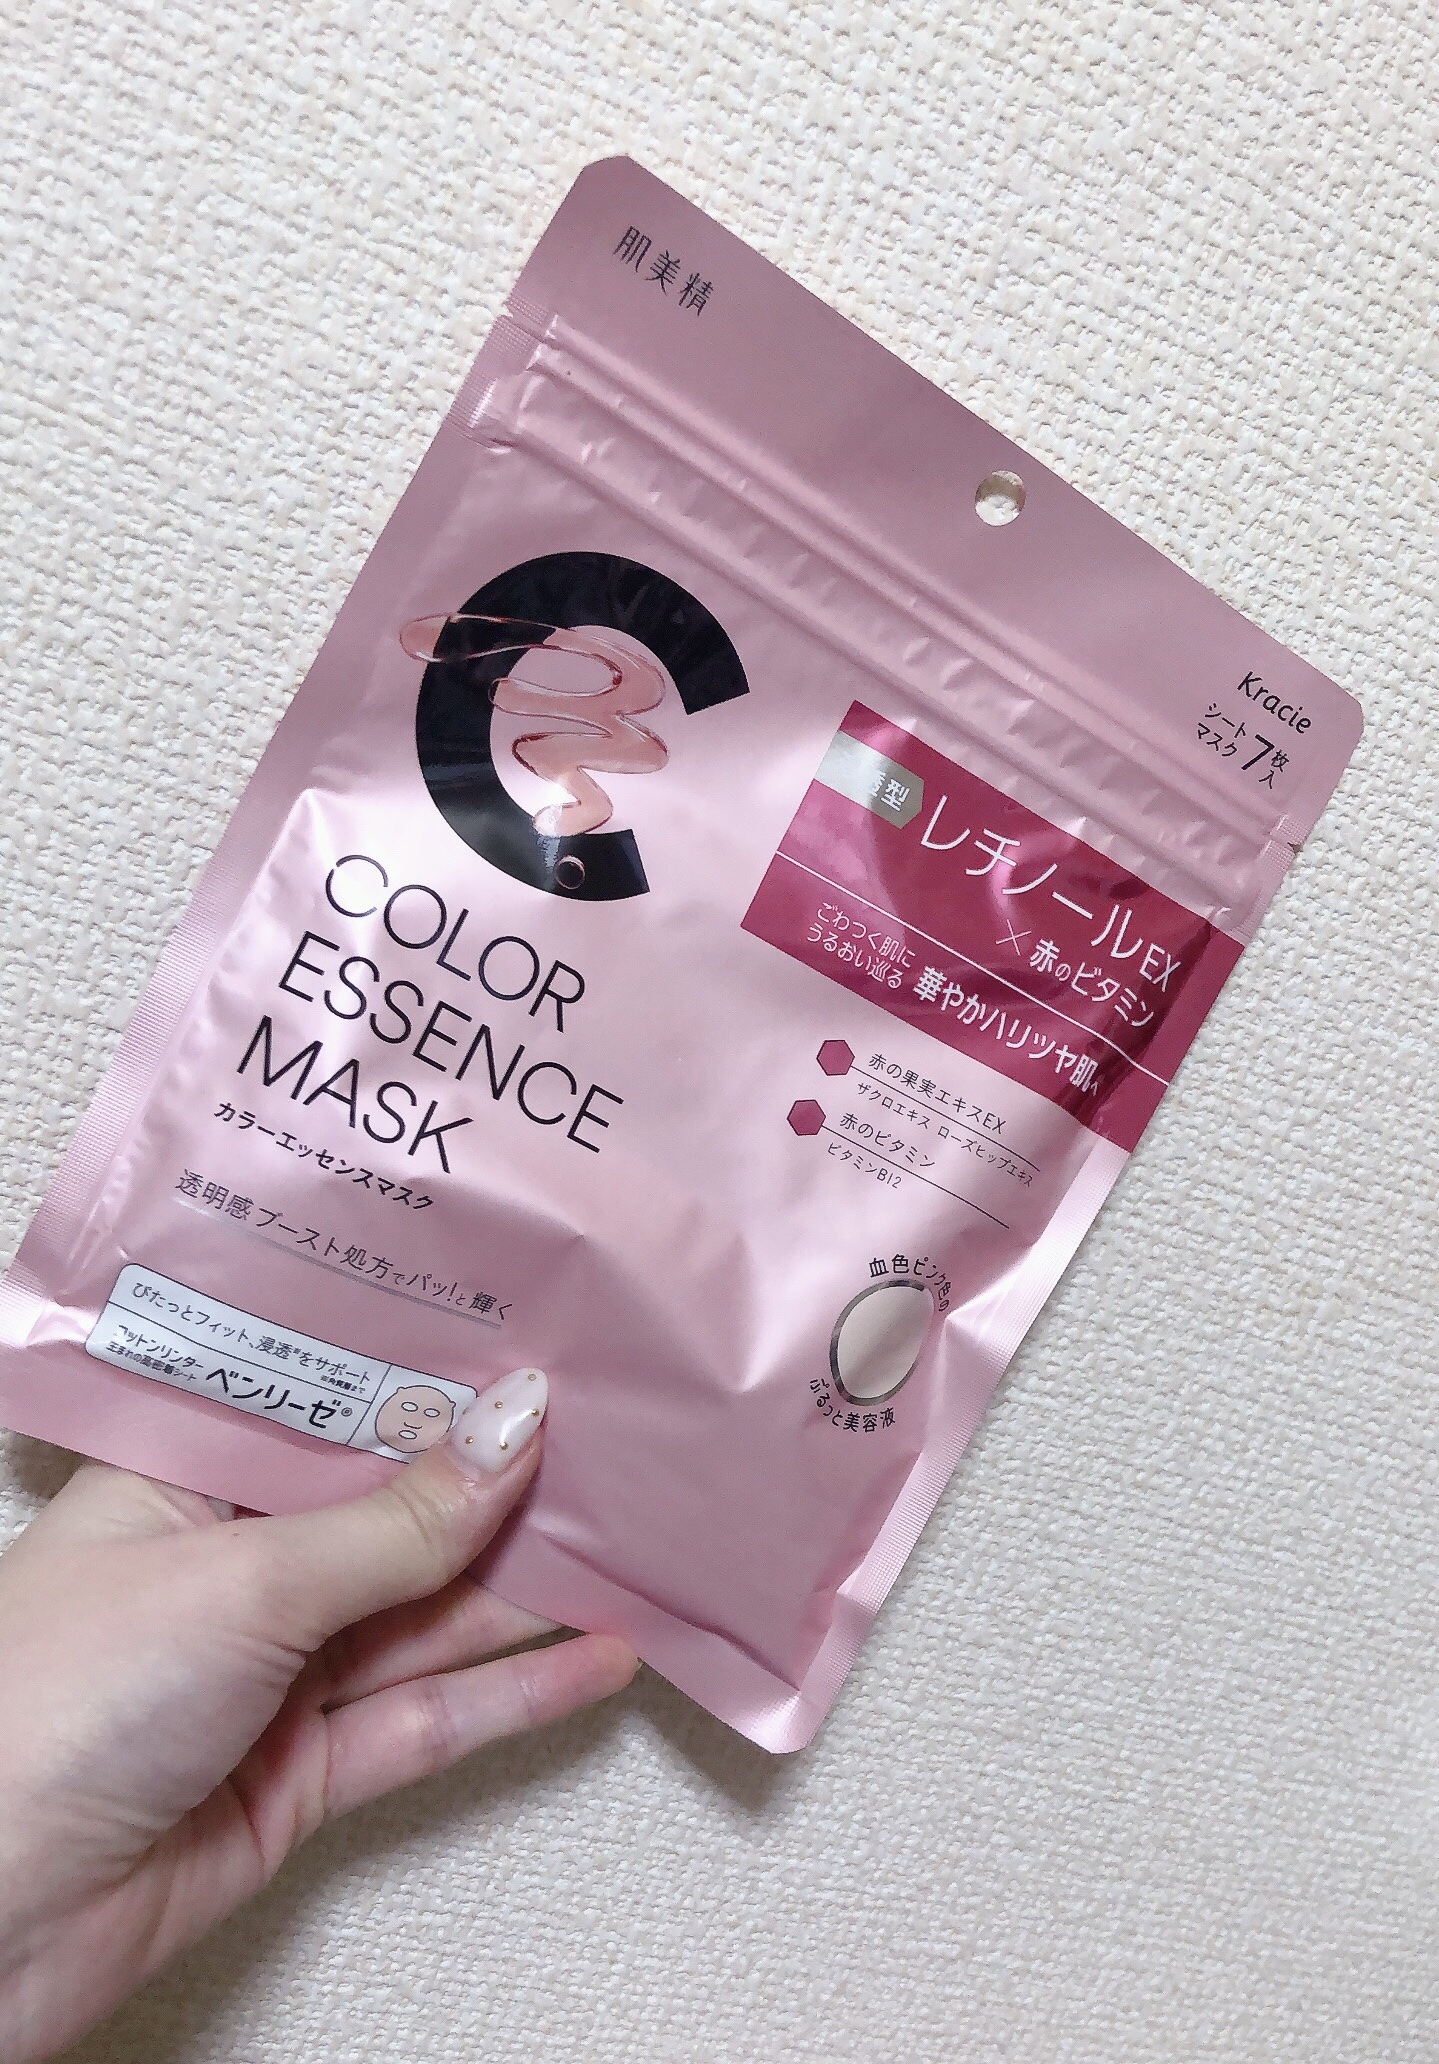 肌美精
Kracie
シート
マスク
7枚入
型
レチノールEX
×赤のビタミン
ごわつく肌に
うるおい巡る
華やかハリツヤ肌へ
赤の果実エキスEX
ザクロエキス ローズヒップエキス
赤のビタミン
ビタミンB12
C
COLOR
ESSENCE
MASK
カラーエッセンスマスク
透明感ブースト処方でパッ!と輝く
血色ピンク色の
ぷるっと美容液
ぴたっとフィット、浸透※をサポート
※角質層まで
コットンリンター
生まれの高密着シート
ベンリーゼ®